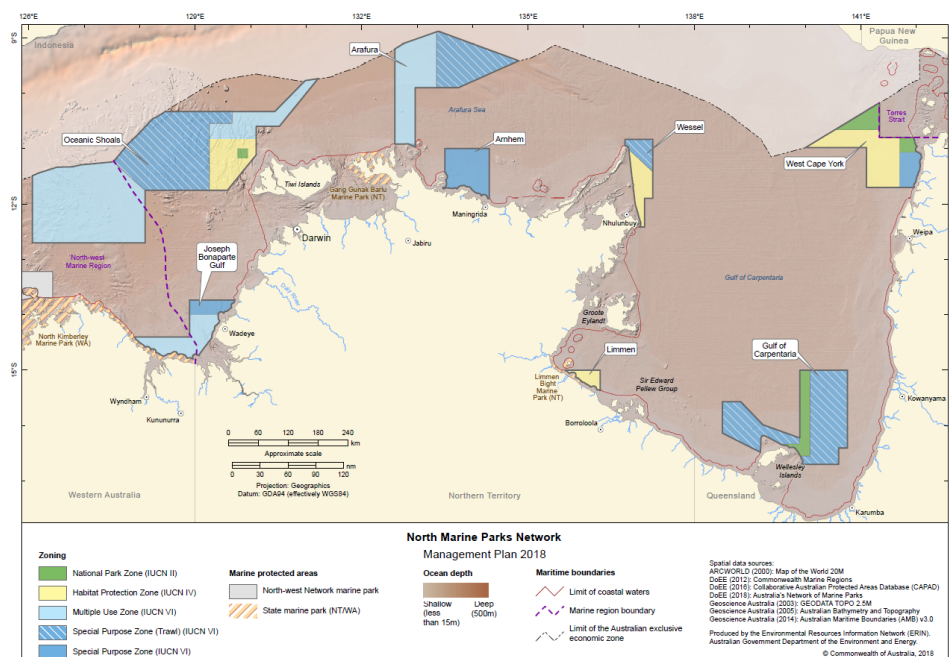 126°E
129°E
132°E
135°E
138°E
141°E
9°S
Indonesia
Papua New
Guinea
Arafura
Arafura Sea
Torres
Strait
Oceanic Shoals
Arnhem
Wessel
West Cape York
Tiwi Islands
Garig Gunak Barlu
Marine Park (NT)
12°S
Maningrida
Nhulunbuy
Darwin
Jabiru
Weipa
North-west
Marine Region
Joseph
Bonaparte
Gulf
Daly River
Gulf of Carpentaria
Groote
Eylandt
North Kimberley
Marine Park (WA)
Wadeye
Limmen
Gulf of
Carpentaria
15°S
Limmen
Bight
Marine
Park (NT)
Sir Edward
Pellew Group
Wyndham
Kununurra
Borroloola
Kowanyama
0 60 120 180 240
km
Approximate scale
0 30 60 90 120
nm
Projection: Geographics
Datum: GDA94 (effectively WGS84)
Wellesley
Islands
Western Australia
Northern Territory
Queensland
Karumba
North Marine Parks Network
Management Plan 2018
Zoning
National Park Zone (IUCN II)
Habitat Protection Zone (IUCN IV)
Multiple Use Zone (IUCN VI)
Special Purpose Zone (Trawl) (IUCN VI)
Special Purpose Zone (IUCN VI)
Marine protected areas
North-west Network marine park
State marine park (NT/WA)
Ocean depth
Shallow
(less
than 15m)
Deep
(500m)
Maritime boundaries
Limit of coastal waters
Marine region boundary
Limit of the Australian exclusive
economic zone
Spatial data sources:
ARCWORLD (2000): Map of the World 20M
DoEE (2012): Commonwealth Marine Regions
DoEE (2016): Collaborative Australian Protected Areas Database (CAPAD)
DoEE (2018): Australia's Network of Marine Parks
Geoscience Australia (2003): GEODATA TOPO 2.5M
Geoscience Australia (2005): Australian Bathymetry and Topography
Geoscience Australia (2014): Australian Maritime Boundaries (AMB) v3.0
Produced by the Environmental Resources Information Network (ERIN).
Australian Government Department of the Environment and Energy.
© Commonwealth of Australia, 2018